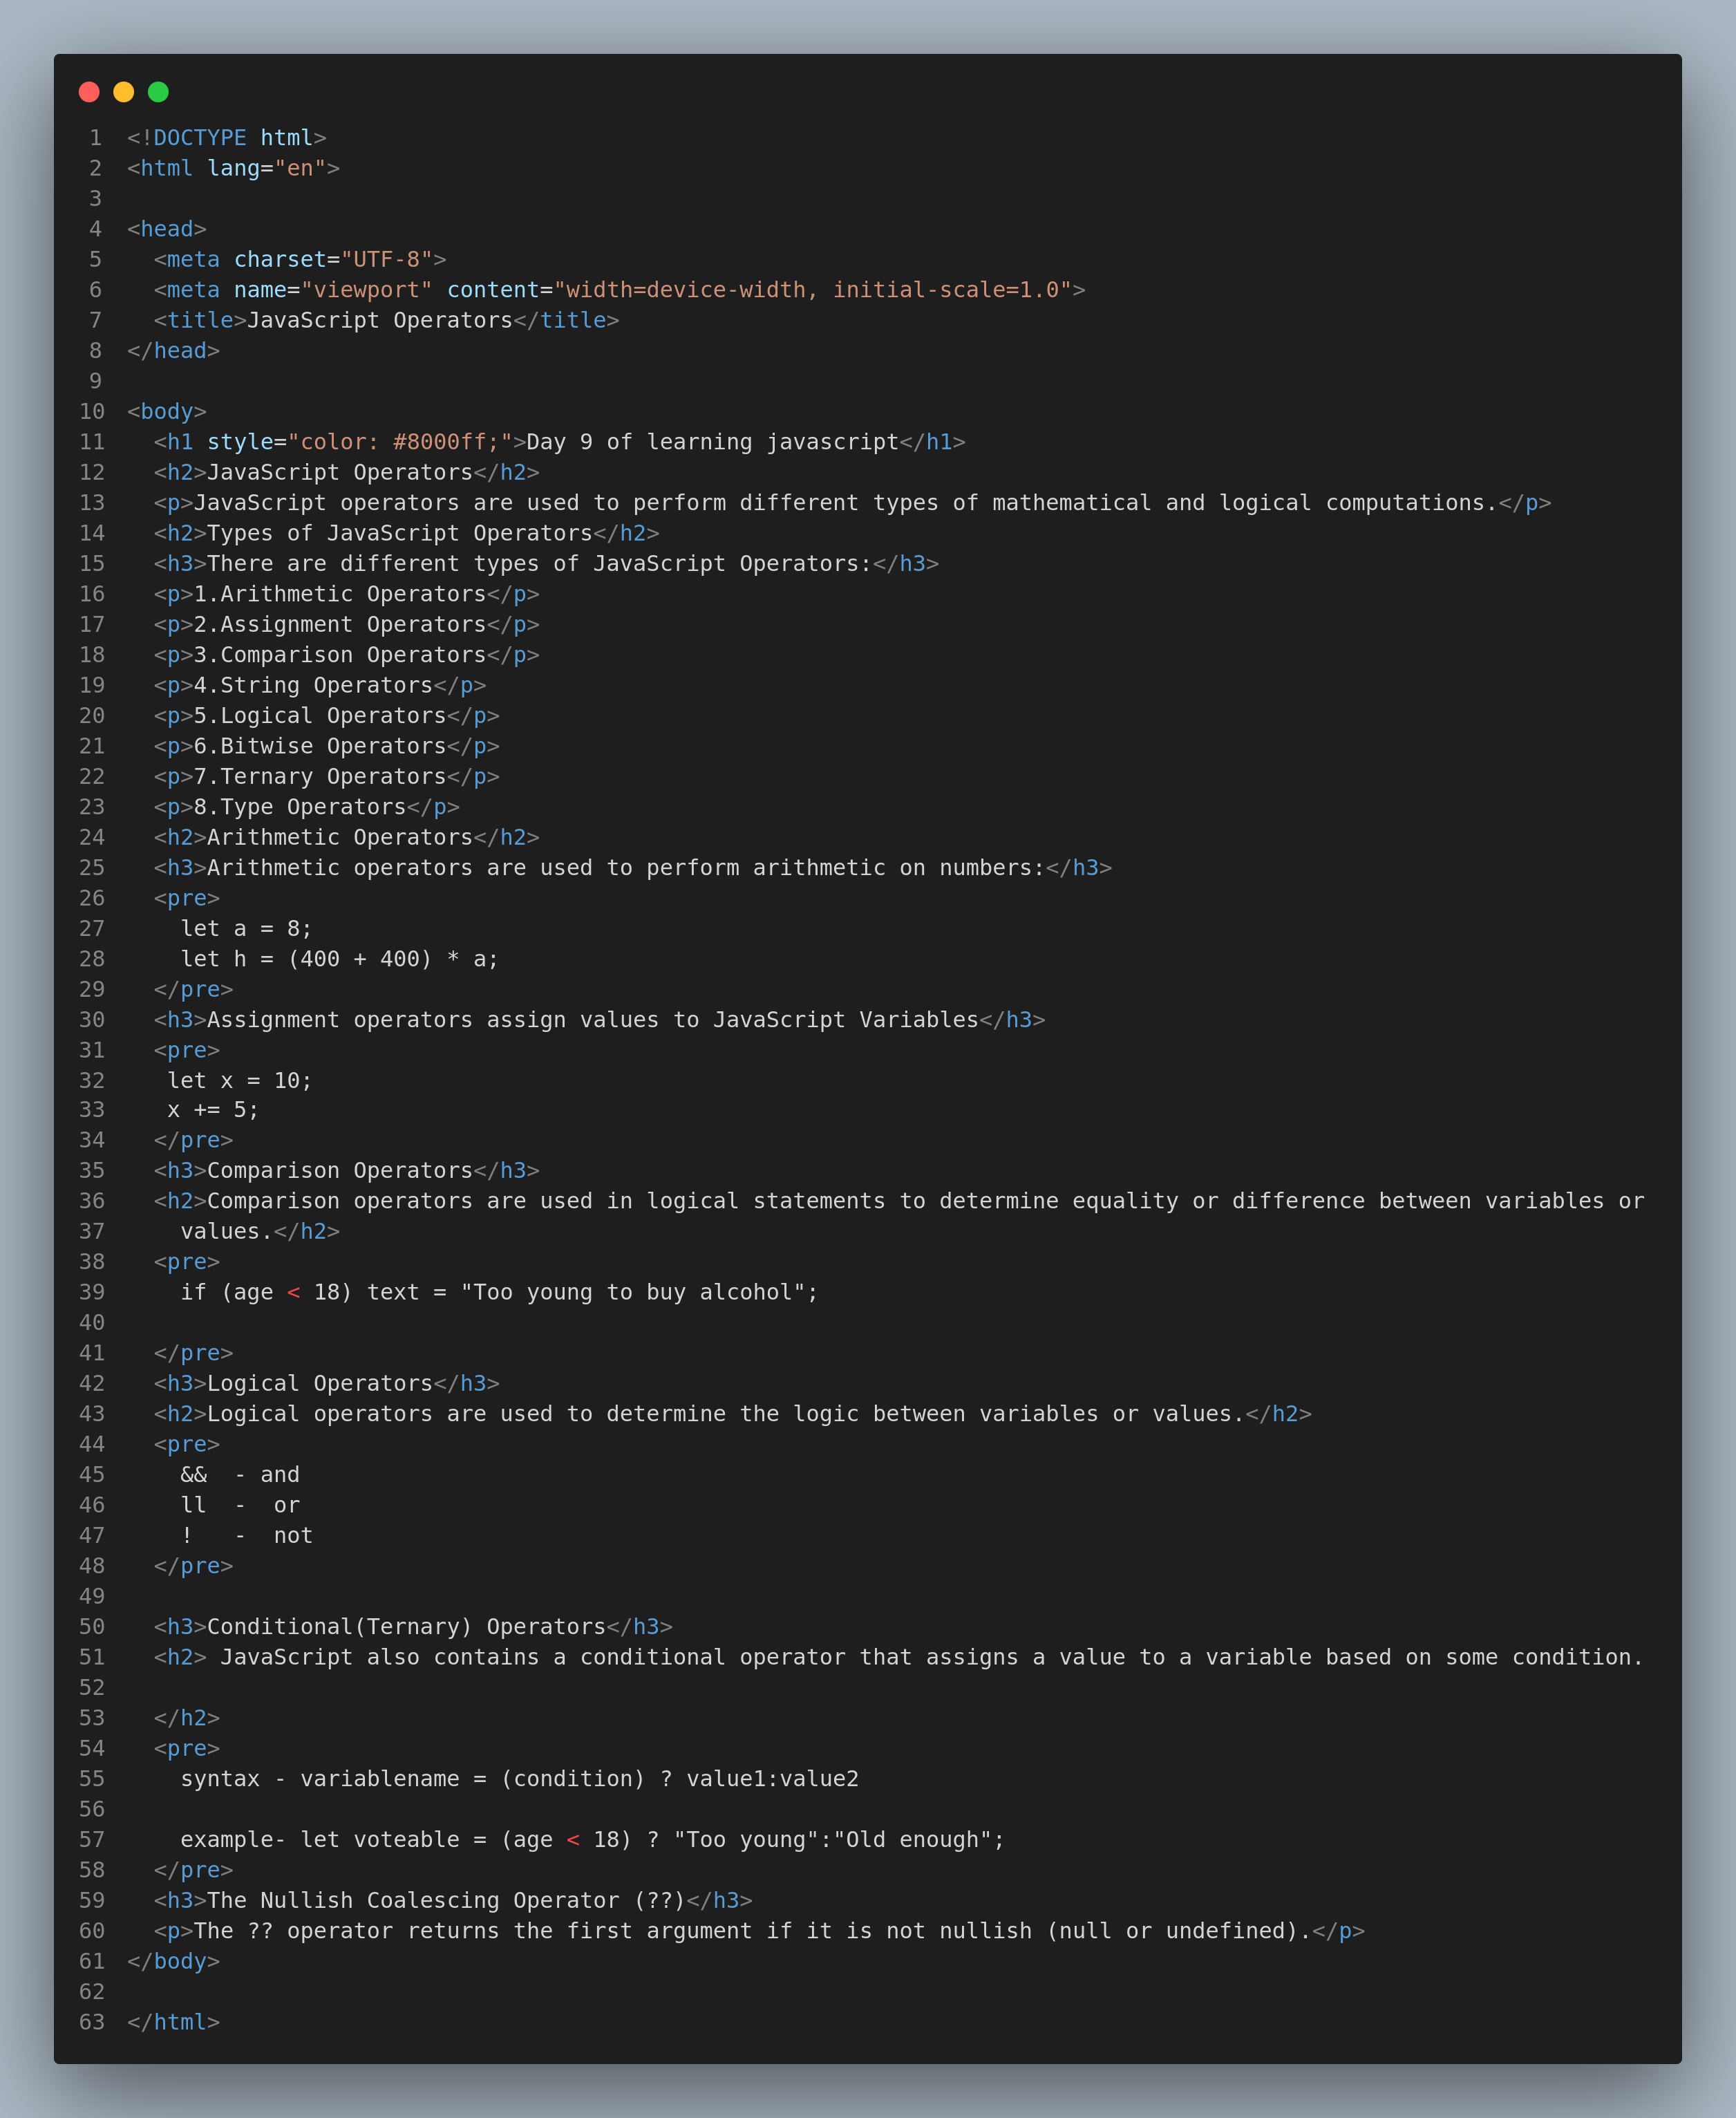 1 <!DOCTYPE html>
2 <html lang="en">
3
4 <head>
5   <meta charset="UTF-8">
6   <meta name="viewport" content="width=device-width, initial-scale=1.0">
7   <title>JavaScript Operators</title>
8 </head>
9
10 <body>
11   <h1 style="color: #8000ff;">Day 9 of learning javascript</h1>
12   <h2>JavaScript Operators</h2>
13   <p>JavaScript operators are used to perform different types of mathematical and logical computations.</p>
14   <h2>Types of JavaScript Operators</h2>
15   <h3>There are different types of JavaScript Operators:</h3>
16   <p>1.Arithmetic Operators</p>
17   <p>2.Assignment Operators</p>
18   <p>3.Comparison Operators</p>
19   <p>4.String Operators</p>
20   <p>5.Logical Operators</p>
21   <p>6.Bitwise Operators</p>
22   <p>7.Ternary Operators</p>
23   <p>8.Type Operators</p>
24   <h2>Arithmetic Operators</h2>
25   <h3>Arithmetic operators are used to perform arithmetic on numbers:</h3>
26   <pre>
27     let a = 8;
28     let h = (400 + 400) * a;
29   </pre>
30   <h3>Assignment operators assign values to JavaScript Variables</h3>
31   <pre>
32    let x = 10;
33    x += 5;
34   </pre>
35   <h3>Comparison Operators</h3>
36   <h2>Comparison operators are used in logical statements to determine equality or difference between variables or
37     values.</h2>
38   <pre>
39     if (age < 18) text = "Too young to buy alcohol";
40
41   </pre>
42   <h3>Logical Operators</h3>
43   <h2>Logical operators are used to determine the logic between variables or values.</h2>
44   <pre>
45     &&  - and
46     ll  -  or
47     !   -  not
48   </pre>
49
50   <h3>Conditional(Ternary) Operators</h3>
51   <h2> JavaScript also contains a conditional operator that assigns a value to a variable based on some condition.
52
53   </h2>
54   <pre>
55     syntax - variablename = (condition) ? value1:value2
56
57     example- let voteable = (age < 18) ? "Too young":"Old enough";
58   </pre>
59   <h3>The Nullish Coalescing Operator (??)</h3>
60   <p>The ?? operator returns the first argument if it is not nullish (null or undefined).</p>
61 </body>
62
63 </html>